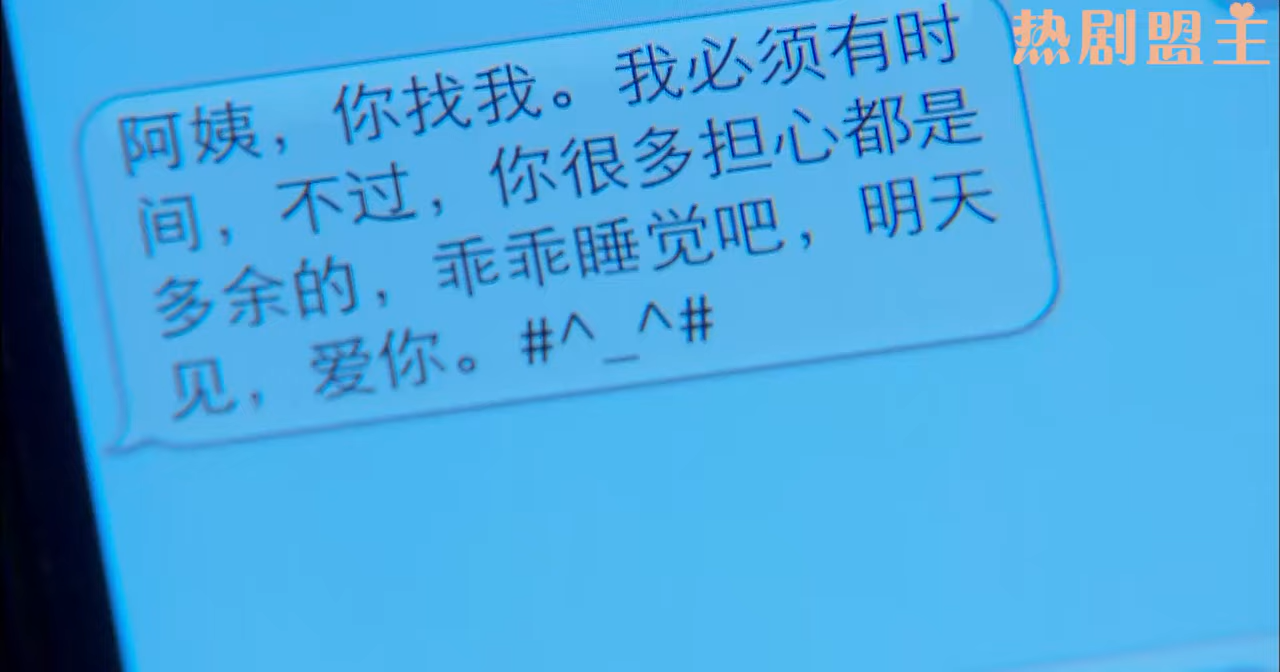 热剧盟主
阿姨，你找我。我必须有时
间，不过，你很多担心都是
多余的，乖乖睡觉吧，明天
见，爱你。#^_^#